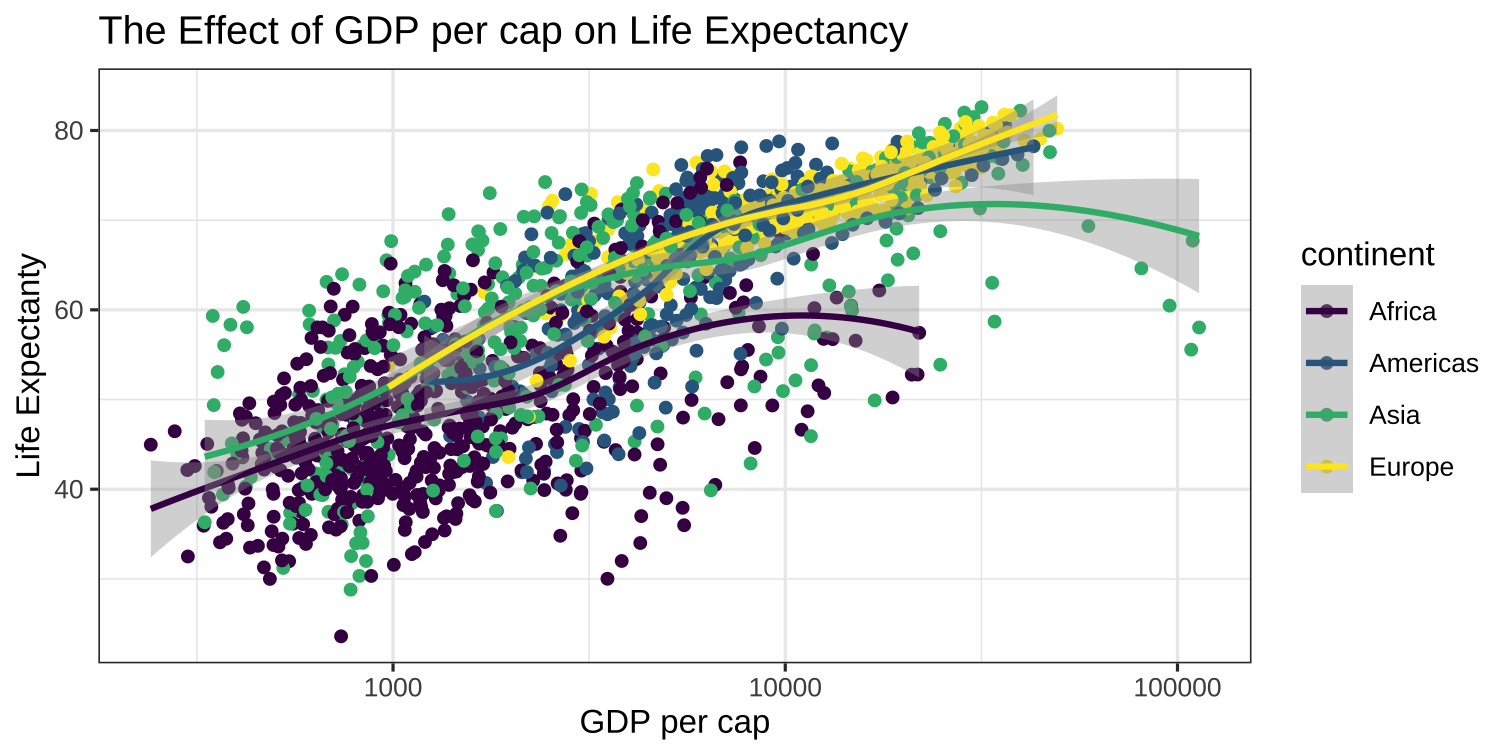 The Effect of GDP per cap on Life Expectancy
Life Expectanty
80
60
40
1000
10000
100000
GDP per cap
continent
Africa
Americas
Asia
Europe